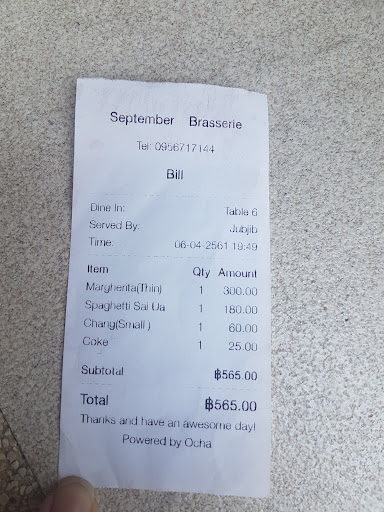 September Brasserie
Tel: 0956717144
Bill
Dine In: Table 6
Served By: Jubjib
Time: 06-04-2561 19:49
Item Qty Amount
Margherita(Thin) 1 300.00
Spaghetti Sai Ua 1 180.00
Chang(Small ) 1 60.00
Coke 1 25.00
Subtotal ฿565.00
Total ฿565.00
Thanks and have an awesome day!
Powered by Ocha